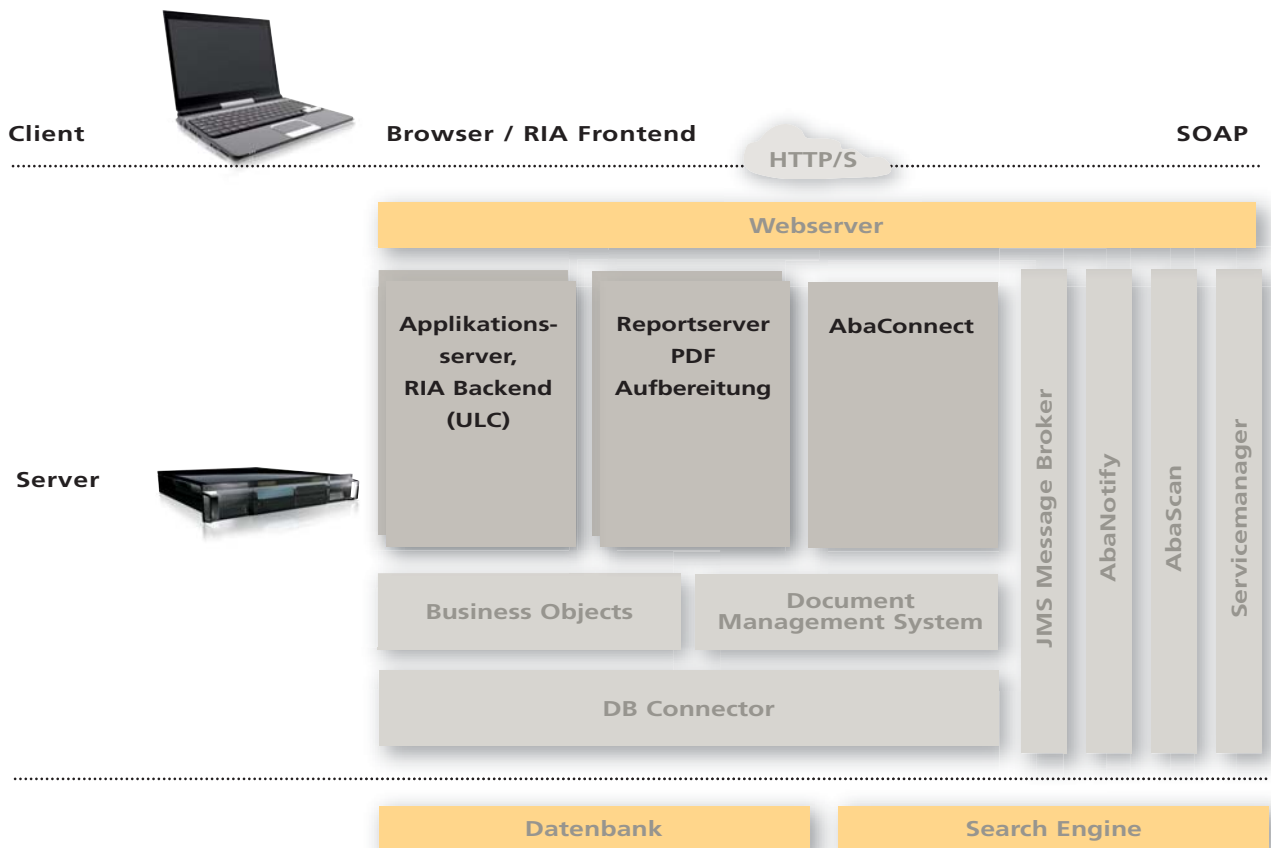 Client
Browser / RIA Frontend
HTTP/S
SOAP
Webserver
Applikations-
server,
RIA Backend
(ULC)
Reportserver
PDF
Aufbereitung
AbaConnect
JMS Message Broker
AbaNotify
AbaScan
Servicemanager
Server
Business Objects
Document
Management System
DB Connector
Datenbank
Search Engine